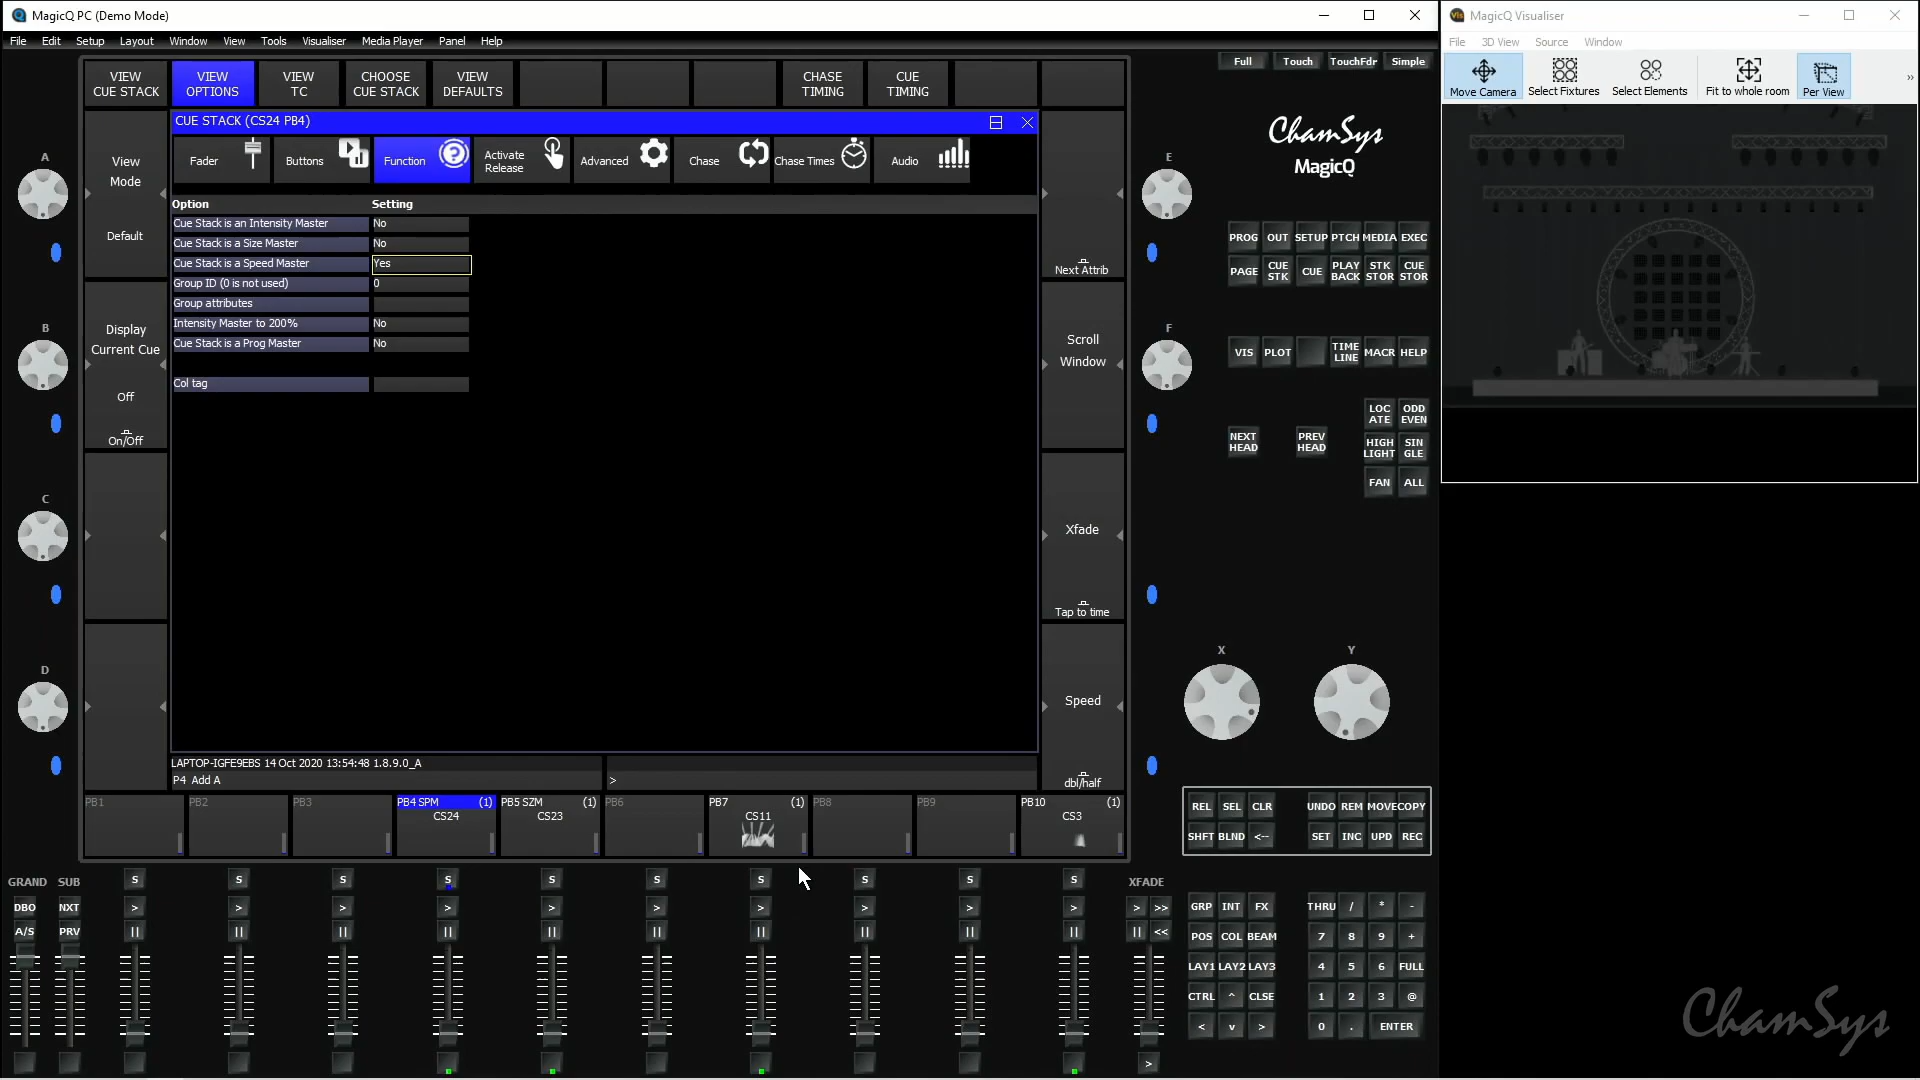 MagicQ PC (Demo Mode)
File Edit Setup Layout Window View Tools Visualiser Media Player Panel Help
VIEW CUE STACK
VIEW OPTIONS
VIEW TC
CHOOSE CUE STACK
VIEW DEFAULTS
CHASE TIMING
CUE TIMING
CUE STACK (CS24 PB4)
Fader
Buttons
Function
Activate Release
Advanced
Chase
Chase Times
Audio
Option Setting
Cue Stack is an Intensity Master No
Cue Stack is a Size Master No
Cue Stack is a Speed Master Yes
Group ID (0 is not used) 0
Group attributes
Intensity Master to 200% No
Cue Stack is a Prog Master No
Col tag
A
View Mode
Default
B
Display Current Cue
Off
On/Off
C
D
Next Attrib
Scroll Window
Xfade
Tap to time
Speed
dbl/half
LAPTOP-IGFE9EBS 14 Oct 2020 13:54:48 1.8.9.0_A
P4 Add A
>
PB1
PB2
PB3
PB4 SPM (1)
CS24
PB5 SZM (1)
CS23
PB6
PB7 (1)
CS11
PB8
PB9
PB10 (1)
CS3
GRAND SUB
DBO NXT
A/S PRV
S S S S S S S S S S
> > > > > > > > > >
XFADE
> >>
<<
>
Full Touch TouchFdr Simple
ChamSys
MagicQ
E
F
PROG OUT SETUP PTCH MEDIA EXEC
PAGE CUE STK CUE PLAY BACK STK STOR CUE STOR
VIS PLOT TIME LINE MACR HELP
LOC ATE ODD EVEN
NEXT HEAD PREV HEAD HIGH LIGHT SIN GLE
FAN ALL
X Y
REL SEL CLR UNDO REM MOVE COPY
SHFT BLND <-- SET INC UPD REC
GRP INT FX THRU / * -
POS COL BEAM 7 8 9 +
LAY1 LAY2 LAY3 4 5 6 FULL
CTRL ^ CLSE 1 2 3 @
< v > 0 . ENTER
MagicQ Visualiser
File 3D View Source Window
Move Camera
Select Fixtures
Select Elements
Fit to whole room
Per View
»
ChamSys